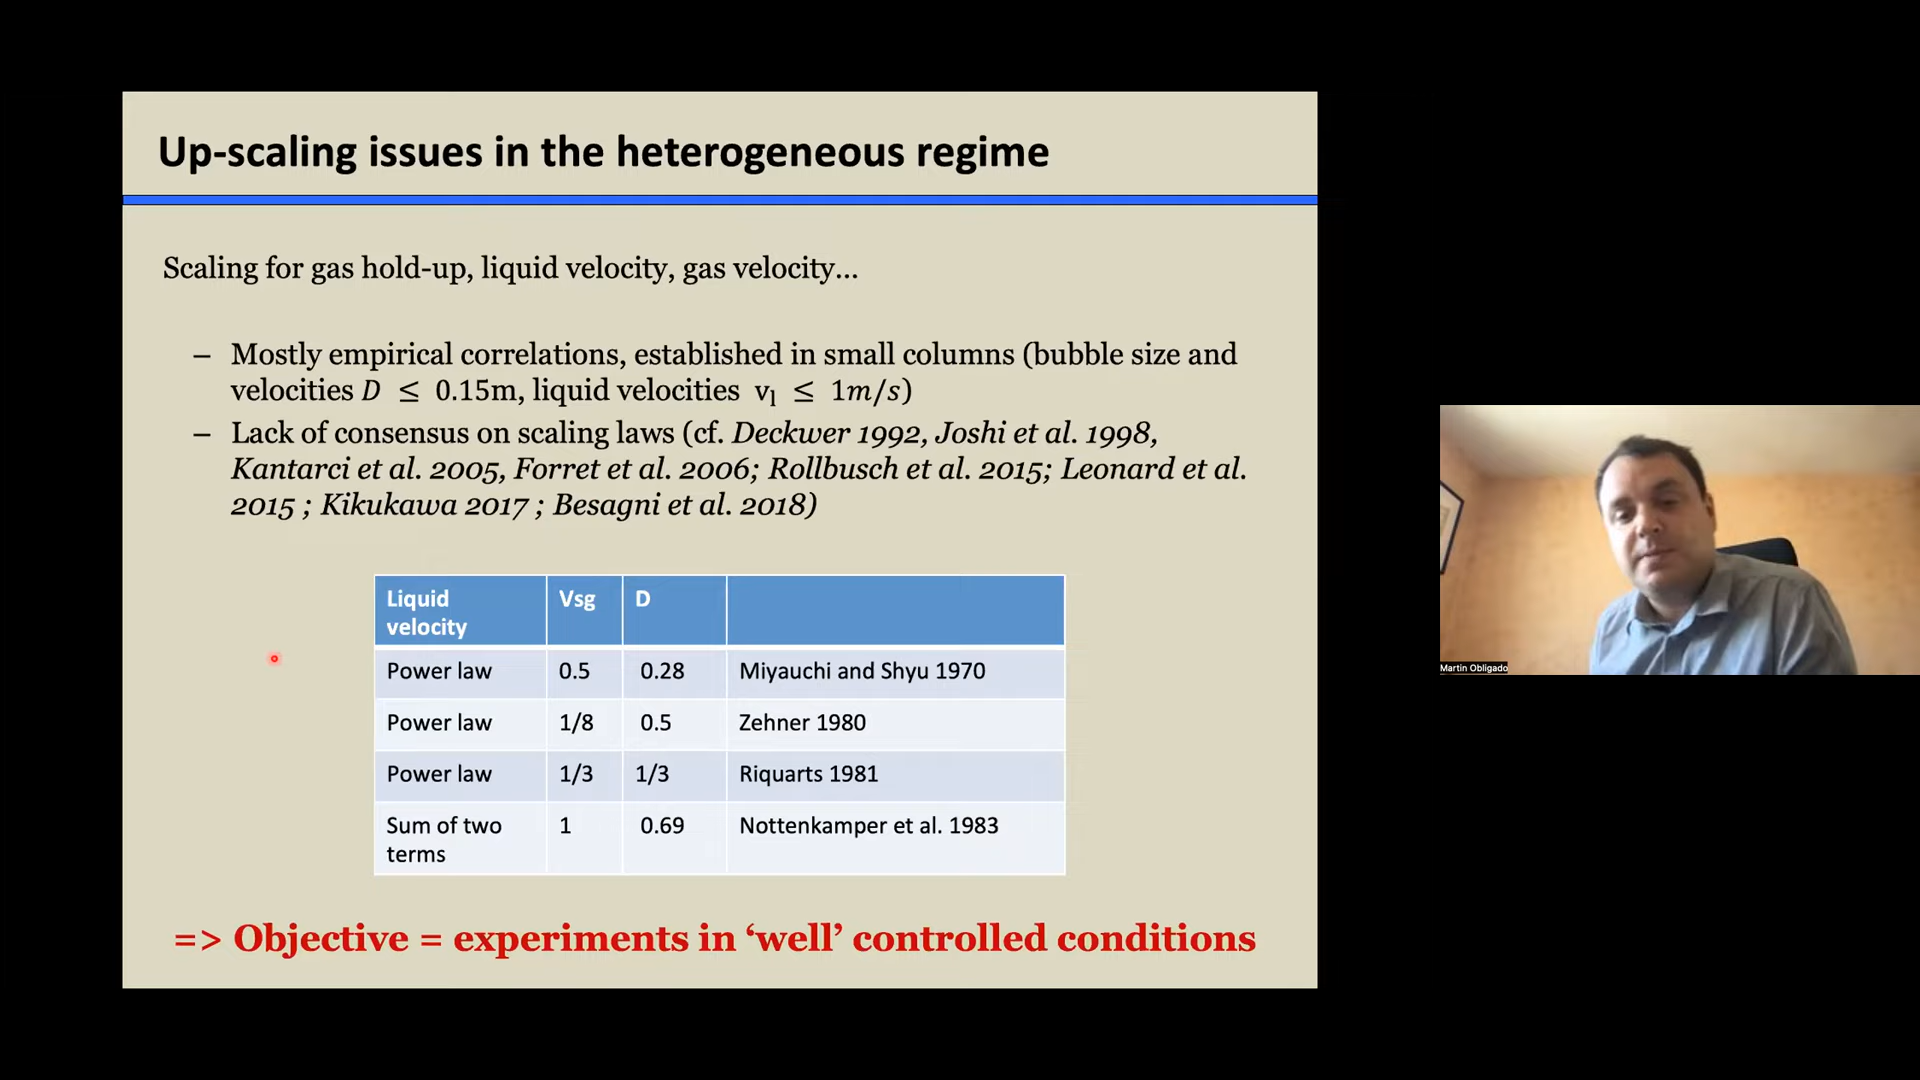 Up-scaling issues in the heterogeneous regime
Scaling for gas hold-up, liquid velocity, gas velocity…
– Mostly empirical correlations, established in small columns (bubble size and
velocities D ≤ 0.15m, liquid velocities vl ≤ 1m/s)
– Lack of consensus on scaling laws (cf. Deckwer 1992, Joshi et al. 1998,
Kantarci et al. 2005, Forret et al. 2006; Rollbusch et al. 2015; Leonard et al.
2015 ; Kikukawa 2017 ; Besagni et al. 2018)
Liquid velocity Vsg D
Power law 0.5 0.28 Miyauchi and Shyu 1970
Power law 1/8 0.5 Zehner 1980
Power law 1/3 1/3 Riquarts 1981
Sum of two terms 1 0.69 Nottenkamper et al. 1983
=> Objective = experiments in ‘well’ controlled conditions
Martin Obligado